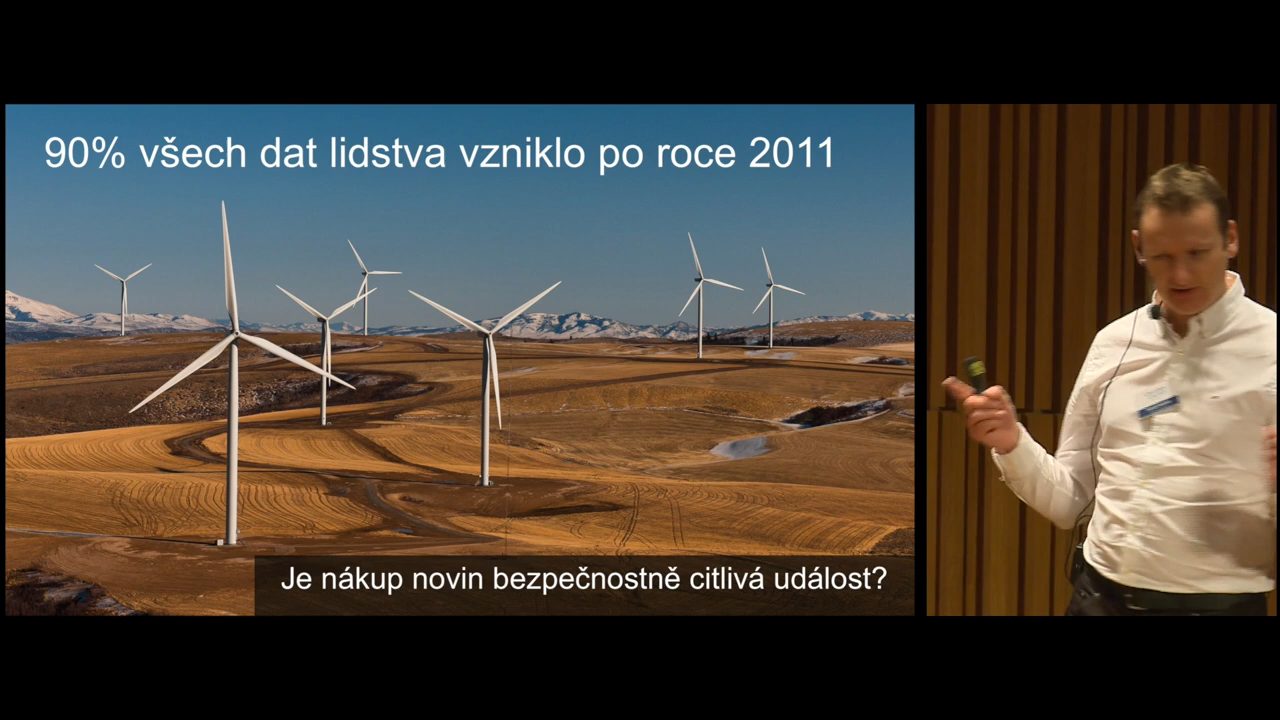 90% všech dat lidstva vzniklo po roce 2011
Je nákup novin bezpečnostně citlivá událost?